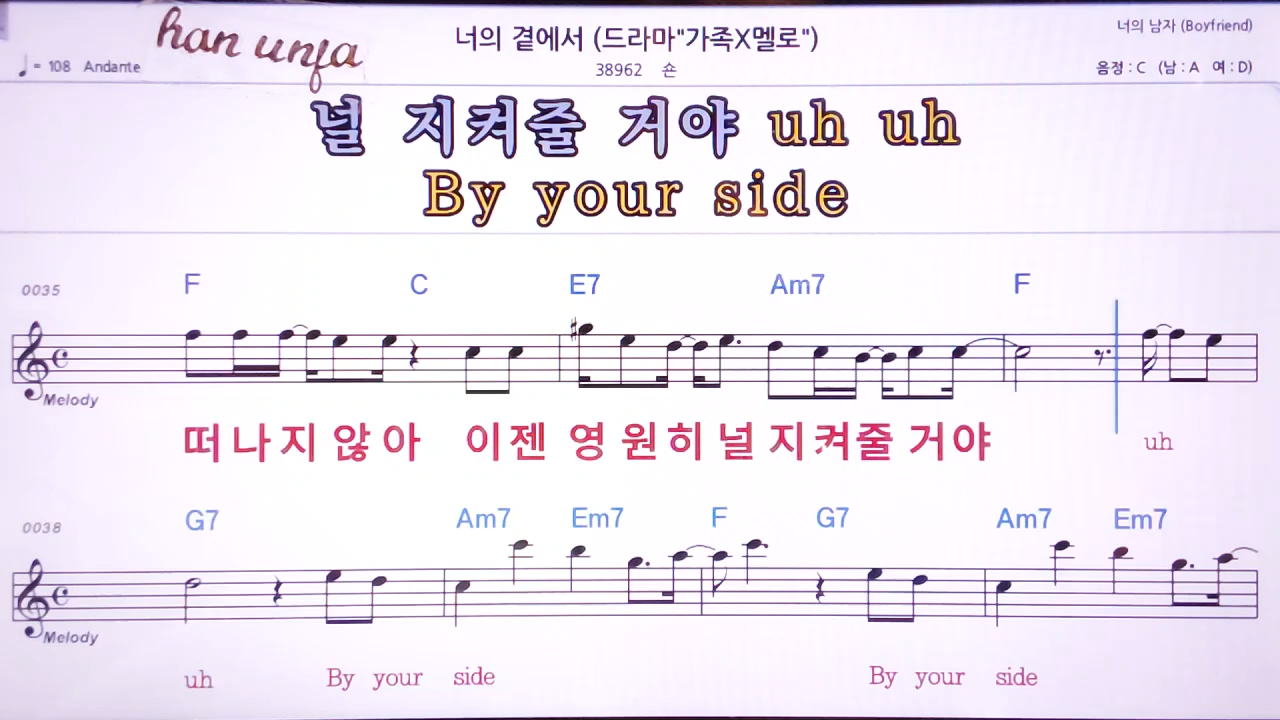 han unja
너의 곁에서 (드라마"가족X멜로")
너의 남자 (Boyfriend)
♩= 108 Andante
38962 숀
음정 : C (남 : A 여 : D)
널 지켜줄 거야 uh uh
By your side
0035 F C E7 Am7 F
Melody
떠나지 않아 이젠 영원히 널 지켜줄 거야 uh
0038 G7 Am7 Em7 F G7 Am7 Em7
Melody
uh By your side By your side